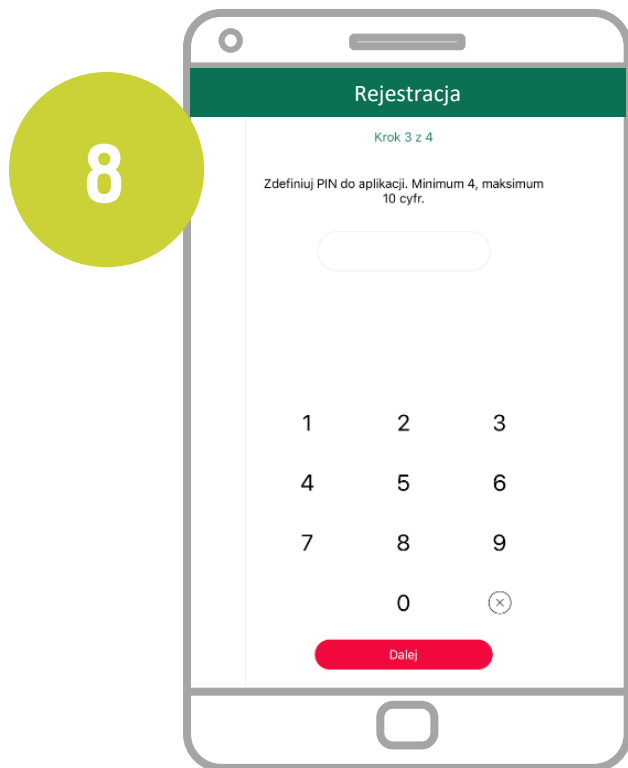 8
Rejestracja
Krok 3 z 4
Zdefiniuj PIN do aplikacji. Minimum 4, maksimum
10 cyfr.
1 2 3
4 5 6
7 8 9
0
Dalej